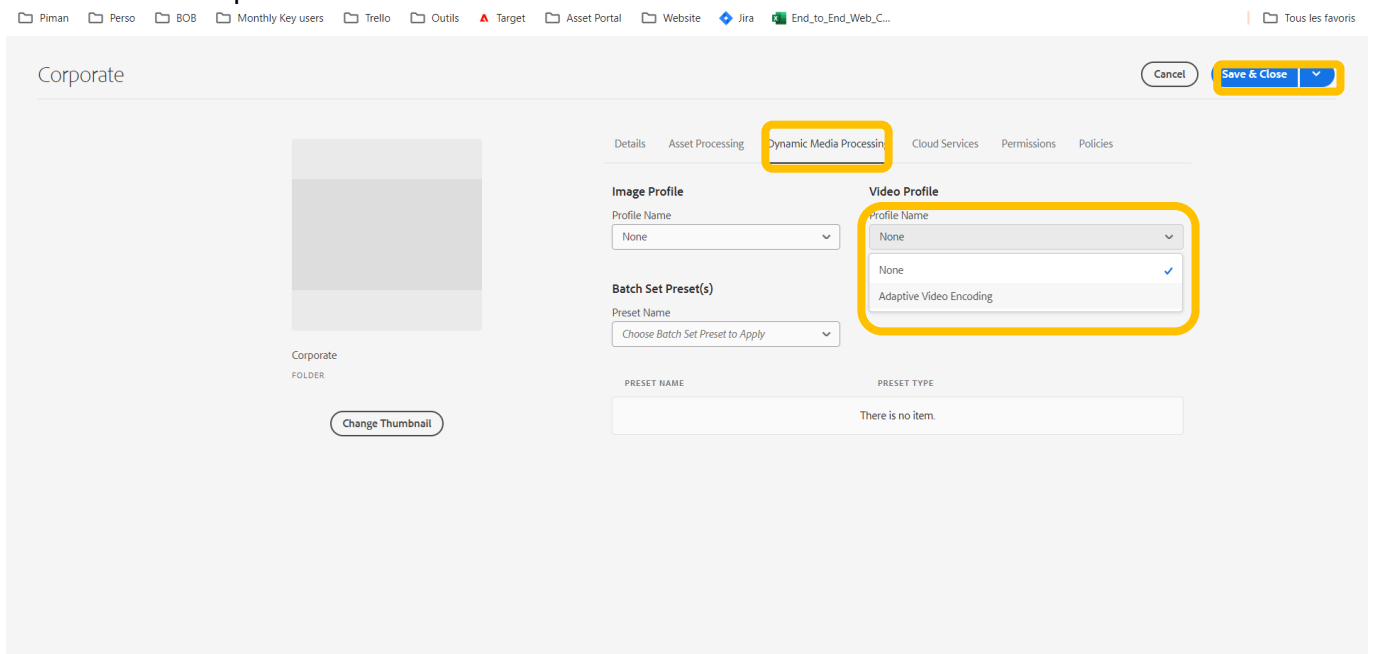 Piman Perso BOB Monthly Key users Trello Outils Target Asset Portal Website Jira End_to_End_Web_C... Tous les favoris
Corporate
Cancel Save & Close
Details Asset Processing Dynamic Media Processing Cloud Services Permissions Policies
Image Profile Video Profile
Profile Name Profile Name
None None
None
Adaptive Video Encoding
Batch Set Preset(s)
Preset Name
Choose Batch Set Preset to Apply
Corporate
FOLDER
PRESET NAME PRESET TYPE
There is no item.
Change Thumbnail